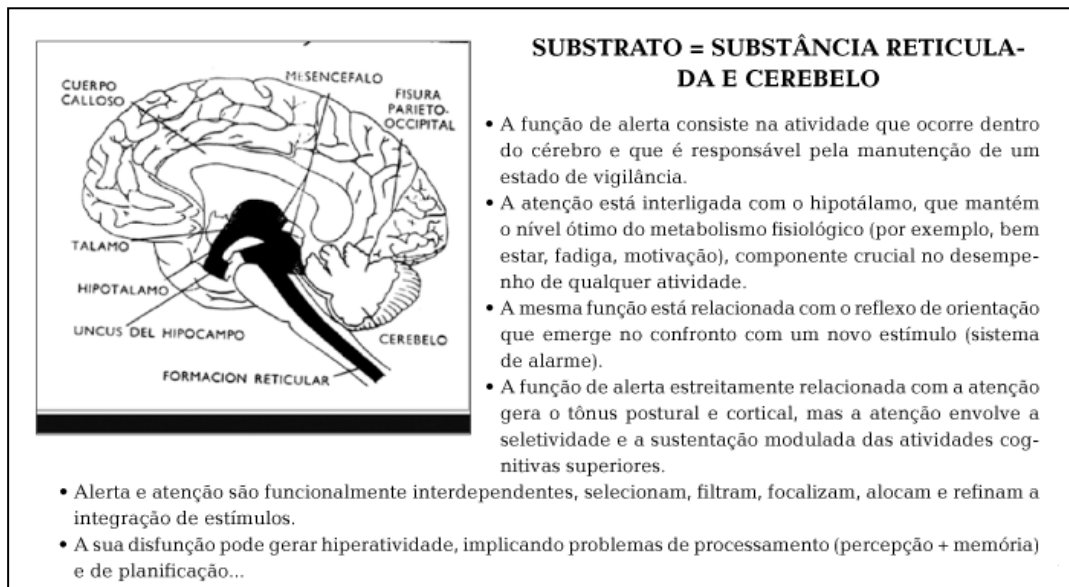 SUBSTRATO = SUBSTÂNCIA RETICULA-
DA E CEREBELO
CUERPO
CALLOSO
MESENCÉFALO
FISURA
PARIETO-
OCCIPITAL
TALAMO
HIPOTALAMO
UNCUS DEL HIPOCAMPO
CEREBELO
FORMACION RETICULAR
• A função de alerta consiste na atividade que ocorre dentro
do cérebro e que é responsável pela manutenção de um
estado de vigilância.
• A atenção está interligada com o hipotálamo, que mantém
o nível ótimo do metabolismo fisiológico (por exemplo, bem
estar, fadiga, motivação), componente crucial no desempe-
nho de qualquer atividade.
• A mesma função está relacionada com o reflexo de orientação
que emerge no confronto com um novo estímulo (sistema
de alarme).
• A função de alerta estreitamente relacionada com a atenção
gera o tônus postural e cortical, mas a atenção envolve a
seletividade e a sustentação modulada das atividades cog-
nitivas superiores.
• Alerta e atenção são funcionalmente interdependentes, selecionam, filtram, focalizam, alocam e refinam a
integração de estímulos.
• A sua disfunção pode gerar hiperatividade, implicando problemas de processamento (percepção + memória)
e de planificação...